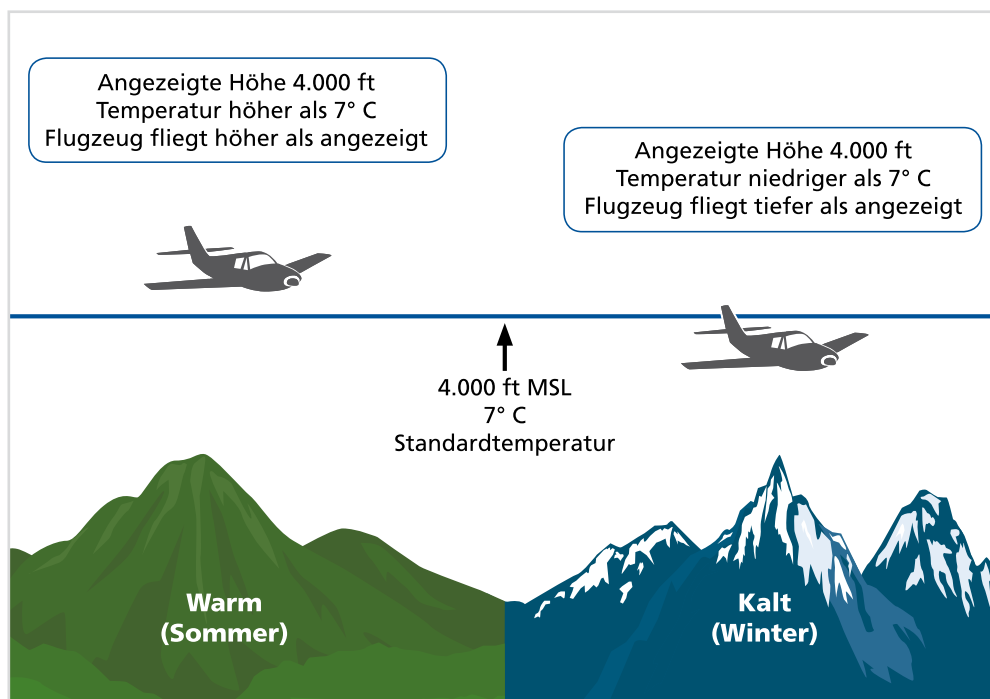 Angezeigte Höhe 4.000 ft
Temperatur höher als 7° C
Flugzeug fliegt höher als angezeigt
Angezeigte Höhe 4.000 ft
Temperatur niedriger als 7° C
Flugzeug fliegt tiefer als angezeigt
4.000 ft MSL
7° C
Standardtemperatur
Warm
(Sommer)
Kalt
(Winter)